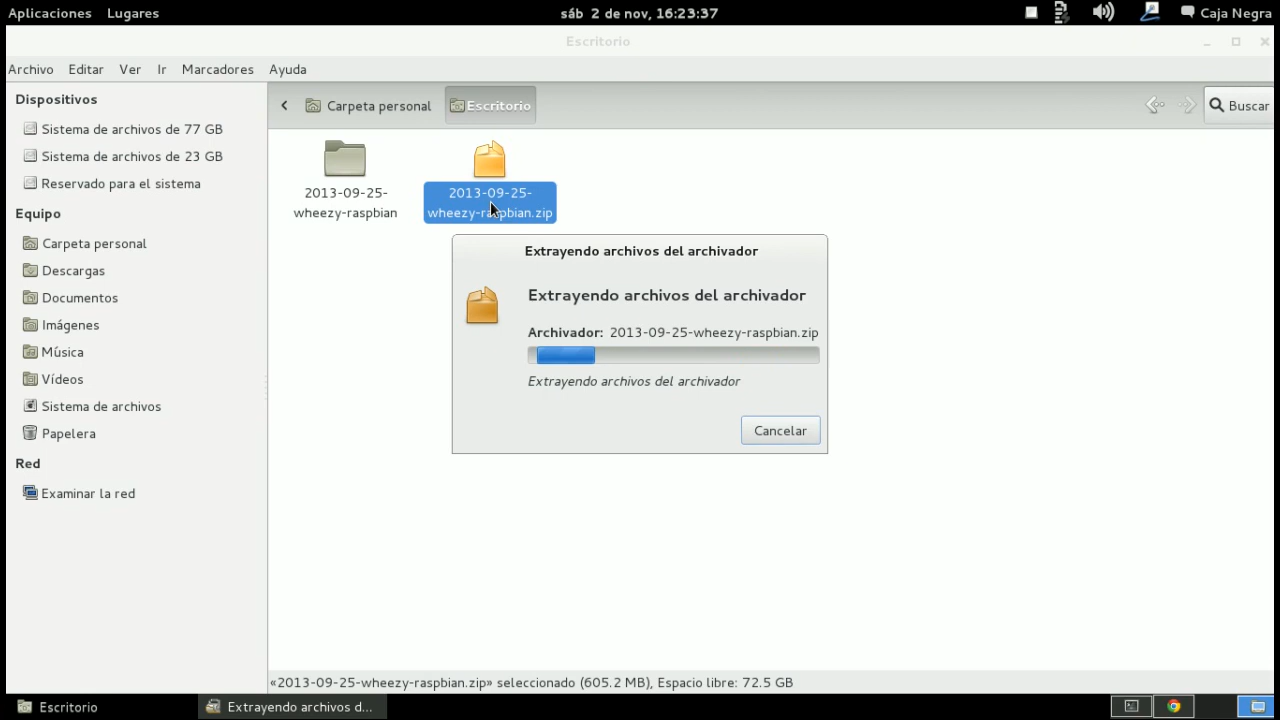 Aplicaciones Lugares sáb 2 de nov, 16:23:37 Caja Negra
Escritorio
Archivo Editar Ver Ir Marcadores Ayuda
Dispositivos
Sistema de archivos de 77 GB
Sistema de archivos de 23 GB
Reservado para el sistema
Equipo
Carpeta personal
Descargas
Documentos
Imágenes
Música
Vídeos
Sistema de archivos
Papelera
Red
Examinar la red
Carpeta personal Escritorio Buscar
2013-09-25-
wheezy-raspbian
2013-09-25-
wheezy-raspbian.zip
Extrayendo archivos del archivador
Extrayendo archivos del archivador
Archivador: 2013-09-25-wheezy-raspbian.zip
Extrayendo archivos del archivador
Cancelar
«2013-09-25-wheezy-raspbian.zip» seleccionado (605.2 MB), Espacio libre: 72.5 GB
Escritorio Extrayendo archivos d...